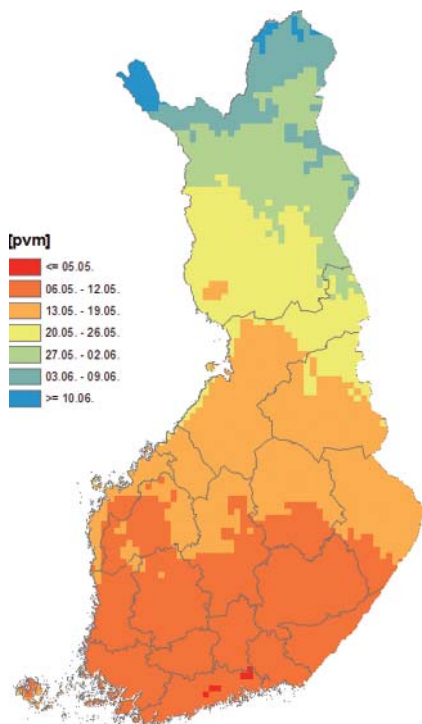 [pvm]
<= 05.05.
06.05. - 12.05.
13.05. - 19.05.
20.05. - 26.05.
27.05. - 02.06.
03.06. - 09.06.
>= 10.06.